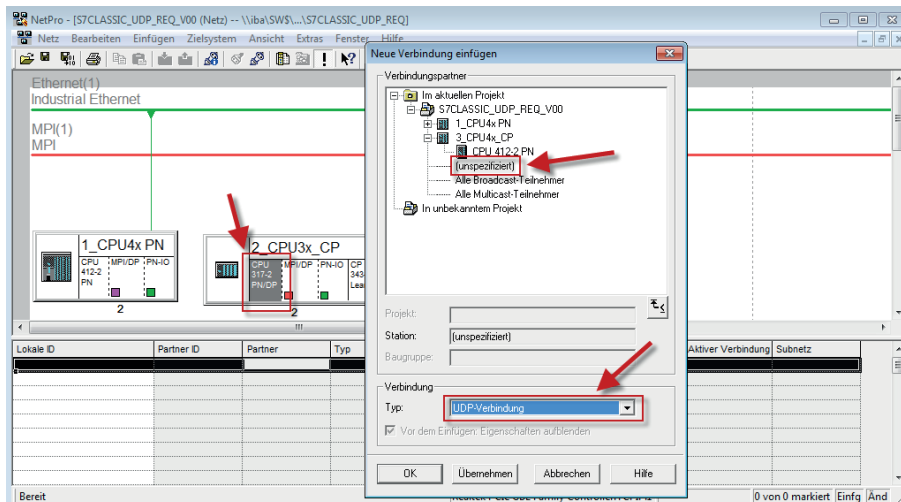 NetPro - [S7CLASSIC_UDP_REQ_V00 (Netz) -- \\iba\SWS\...\S7CLASSIC_UDP_REQ]
Netz Bearbeiten Einfügen Zielsystem Ansicht Extras Fenster Hilfe
Ethernet(1)
Industrial Ethernet
MPI(1)
MPI
1_CPU4x PN
CPU 412-2 PN
MPI/DP
PN-IO
2
2_CPU3x_CP
CPU 317-2 PN/DP
MPI/DP
PN-IO
CP
343-
2
Neue Verbindung einfügen
Verbindungspartner
Im aktuellen Projekt
S7CLASSIC_UDP_REQ_V00
1_CPU4x PN
3_CPU4x_CP
CPU 412-2 PN
(unspezifiziert)
Alle Broadcast-Teilnehmer
Alle Multicast-Teilnehmer
In unbekanntem Projekt
Projekt:
Station: (unspezifiziert)
Baugruppe:
Verbindung
Typ: UDP-Verbindung
Vor dem Einfügen: Eigenschaften aufblenden
OK Übernehmen Abbrechen Hilfe
Lokale ID Partner ID Partner Typ Aktiver Verbindung Subnetz
Bereit
0 von 0 markiert Einfg Änd